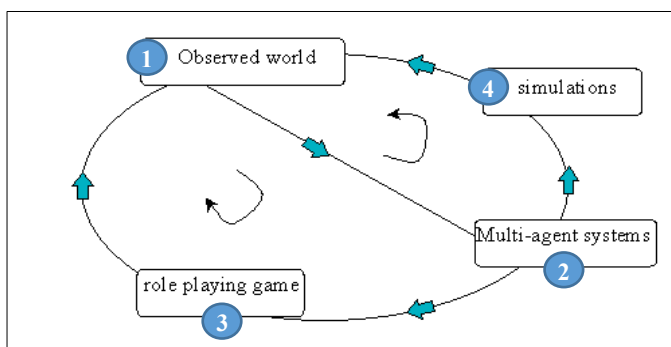 1 Observed world
4 simulations
Multi-agent systems
2
role playing game
3